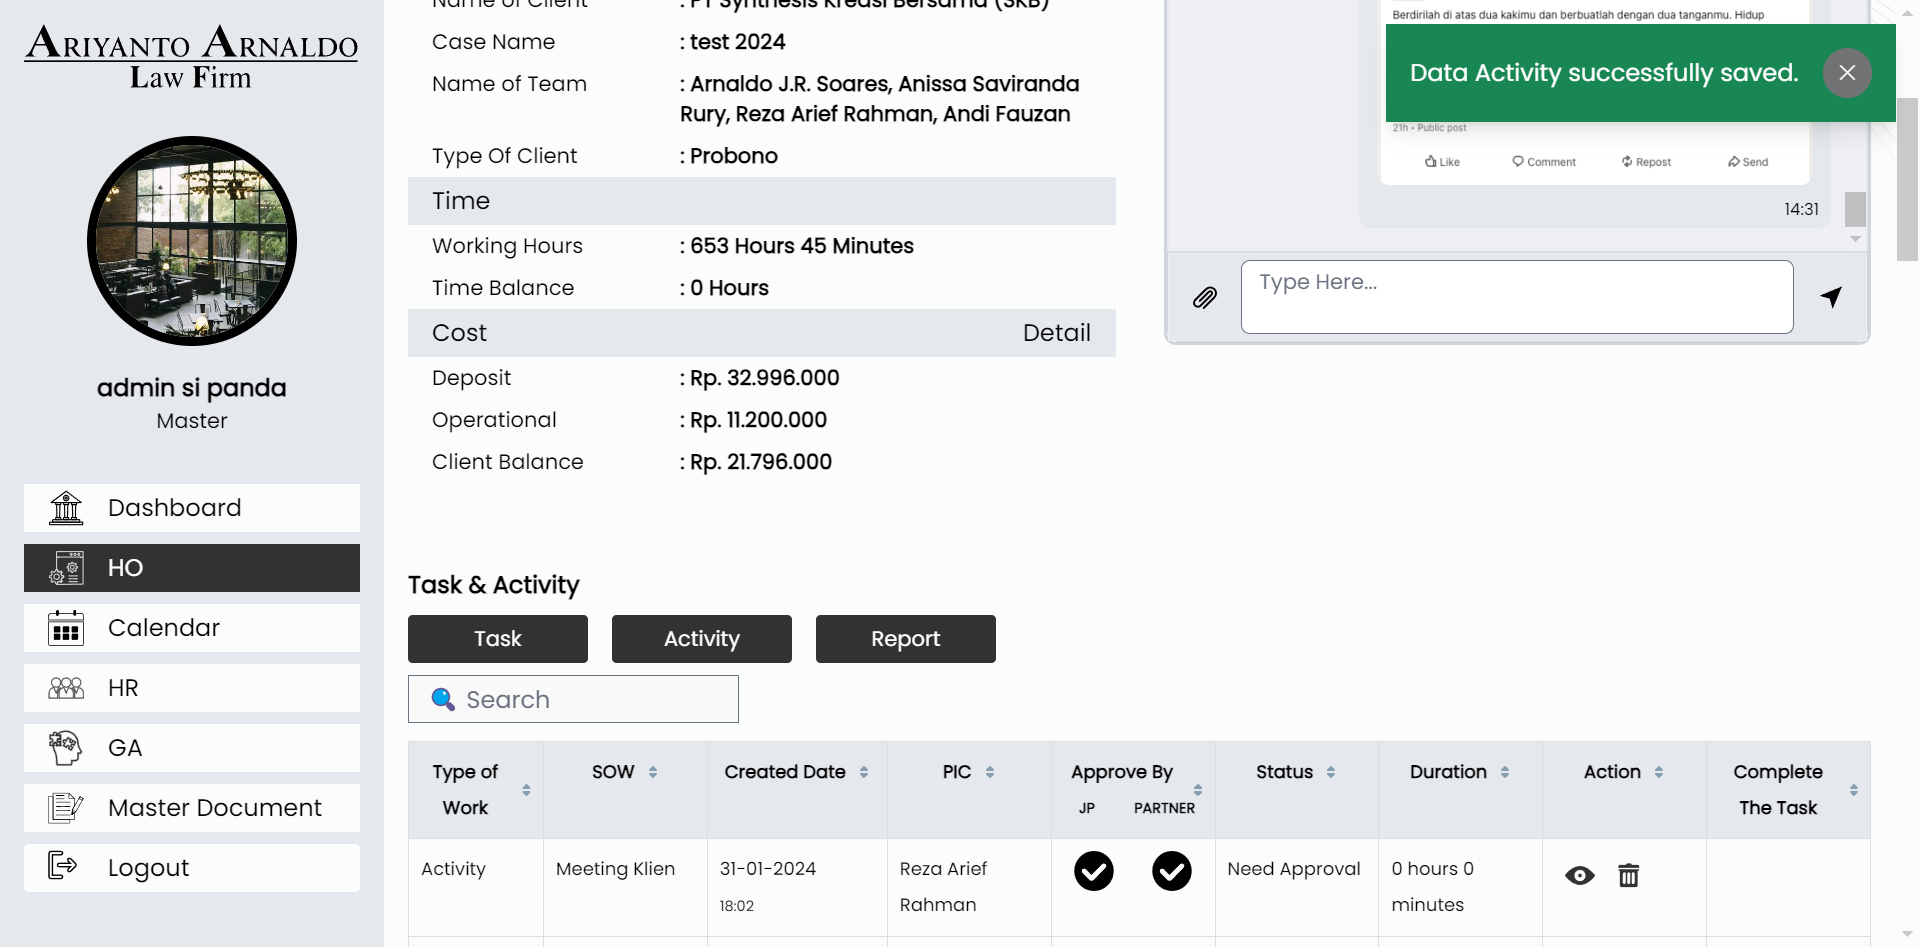 ARIYANTO ARNALDO
Law Firm
admin si panda
Master
Dashboard
HO
Calendar
HR
GA
Master Document
Logout
Name of Client : PT Synthesis Kreasi Bersama (SKB)
Case Name : test 2024
Name of Team : Arnaldo J.R. Soares, Anissa Saviranda
Rury, Reza Arief Rahman, Andi Fauzan
Type Of Client : Probono
Time
Working Hours : 653 Hours 45 Minutes
Time Balance : 0 Hours
Cost Detail
Deposit : Rp. 32.996.000
Operational : Rp. 11.200.000
Client Balance : Rp. 21.796.000
Berdirilah di atas dua kakimu dan berbuatlah dengan dua tanganmu. Hidup
Data Activity successfully saved.
21h • Public post
Like Comment Repost Send
14:31
Type Here...
Task & Activity
Task Activity Report
Search
Type of Work SOW Created Date PIC Approve By JP PARTNER Status Duration Action Complete The Task
Activity Meeting Klien 31-01-2024 18:02 Reza Arief Rahman Need Approval 0 hours 0 minutes